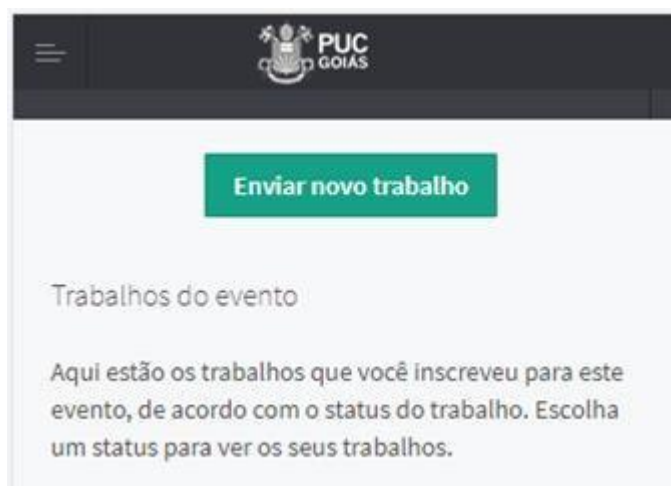 PUC
GOIÁS
Enviar novo trabalho
Trabalhos do evento
Aqui estão os trabalhos que você inscreveu para este
evento, de acordo com o status do trabalho. Escolha
um status para ver os seus trabalhos.